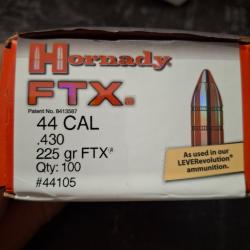 Hornady
FTX.
Patent No. 8413587
44 CAL
.430
225 gr FTX®
Qty: 100
#44105
As used in our
LEVERevolution®
ammunition.